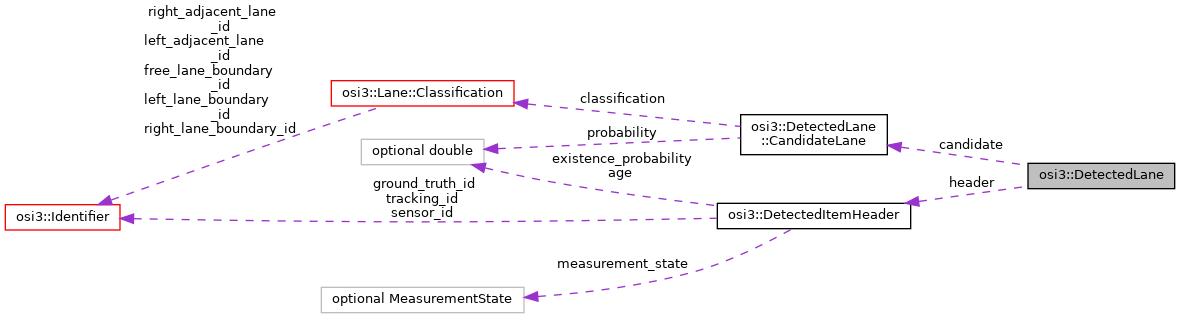 right_adjacent_lane
_id
left_adjacent_lane
_id
free_lane_boundary
_id
left_lane_boundary
_id
right_lane_boundary_id
osi3::Lane::Classification
classification
osi3::DetectedLane
::CandidateLane
probability
optional double
candidate
existence_probability
age
osi3::DetectedLane
header
ground_truth_id
tracking_id
sensor_id
osi3::Identifier
osi3::DetectedItemHeader
measurement_state
optional MeasurementState